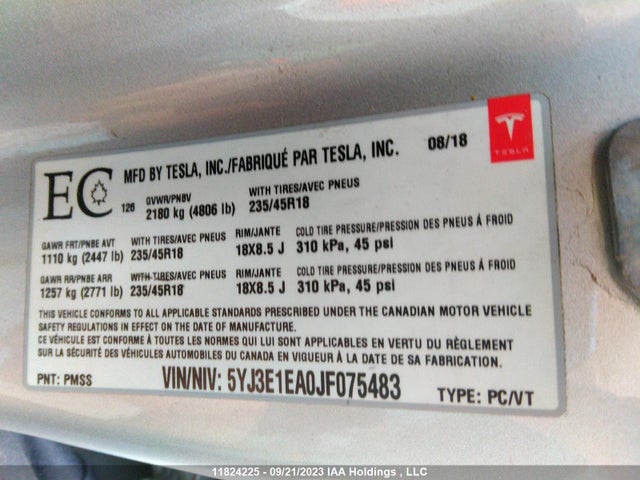 EC
MFD BY TESLA, INC./FABRIQUÉ PAR TESLA, INC. 08/18
TESLA
126
GVWR/PNBV WITH TIRES/AVEC PNEUS
2180 kg (4806 lb) 235/45R18
GAWR FRT/PNBE AVT WITH TIRES/AVEC PNEUS RIM/JANTE COLD TIRE PRESSURE/PRESSION DES PNEUS À FROID
1110 kg (2447 lb) 235/45R18 18X8.5 J 310 kPa, 45 psi
GAWR RR/PNBE ARR WITH TIRES/AVEC PNEUS RIM/JANTE COLD TIRE PRESSURE/PRESSION DES PNEUS À FROID
1257 kg (2771 lb) 235/45R18 18X8.5 J 310 kPa, 45 psi
THIS VEHICLE CONFORMS TO ALL APPLICABLE STANDARDS PRESCRIBED UNDER THE CANADIAN MOTOR VEHICLE
SAFETY REGULATIONS IN EFFECT ON THE DATE OF MANUFACTURE.
CE VÉHICULE EST CONFORME À TOUTES LES NORMES QUI LUI SONT APPLICABLES EN VERTU DU RÈGLEMENT
SUR LA SÉCURITÉ DES VÉHICULES AUTOMOBILES DU CANADA EN VIGUEUR À LA DATE DE SA FABRICATION.
PNT: PMSS VIN/NIV: 5YJ3E1EA0JF075483 TYPE: PC/VT
11824225 - 09/21/2023 IAA Holdings , LLC